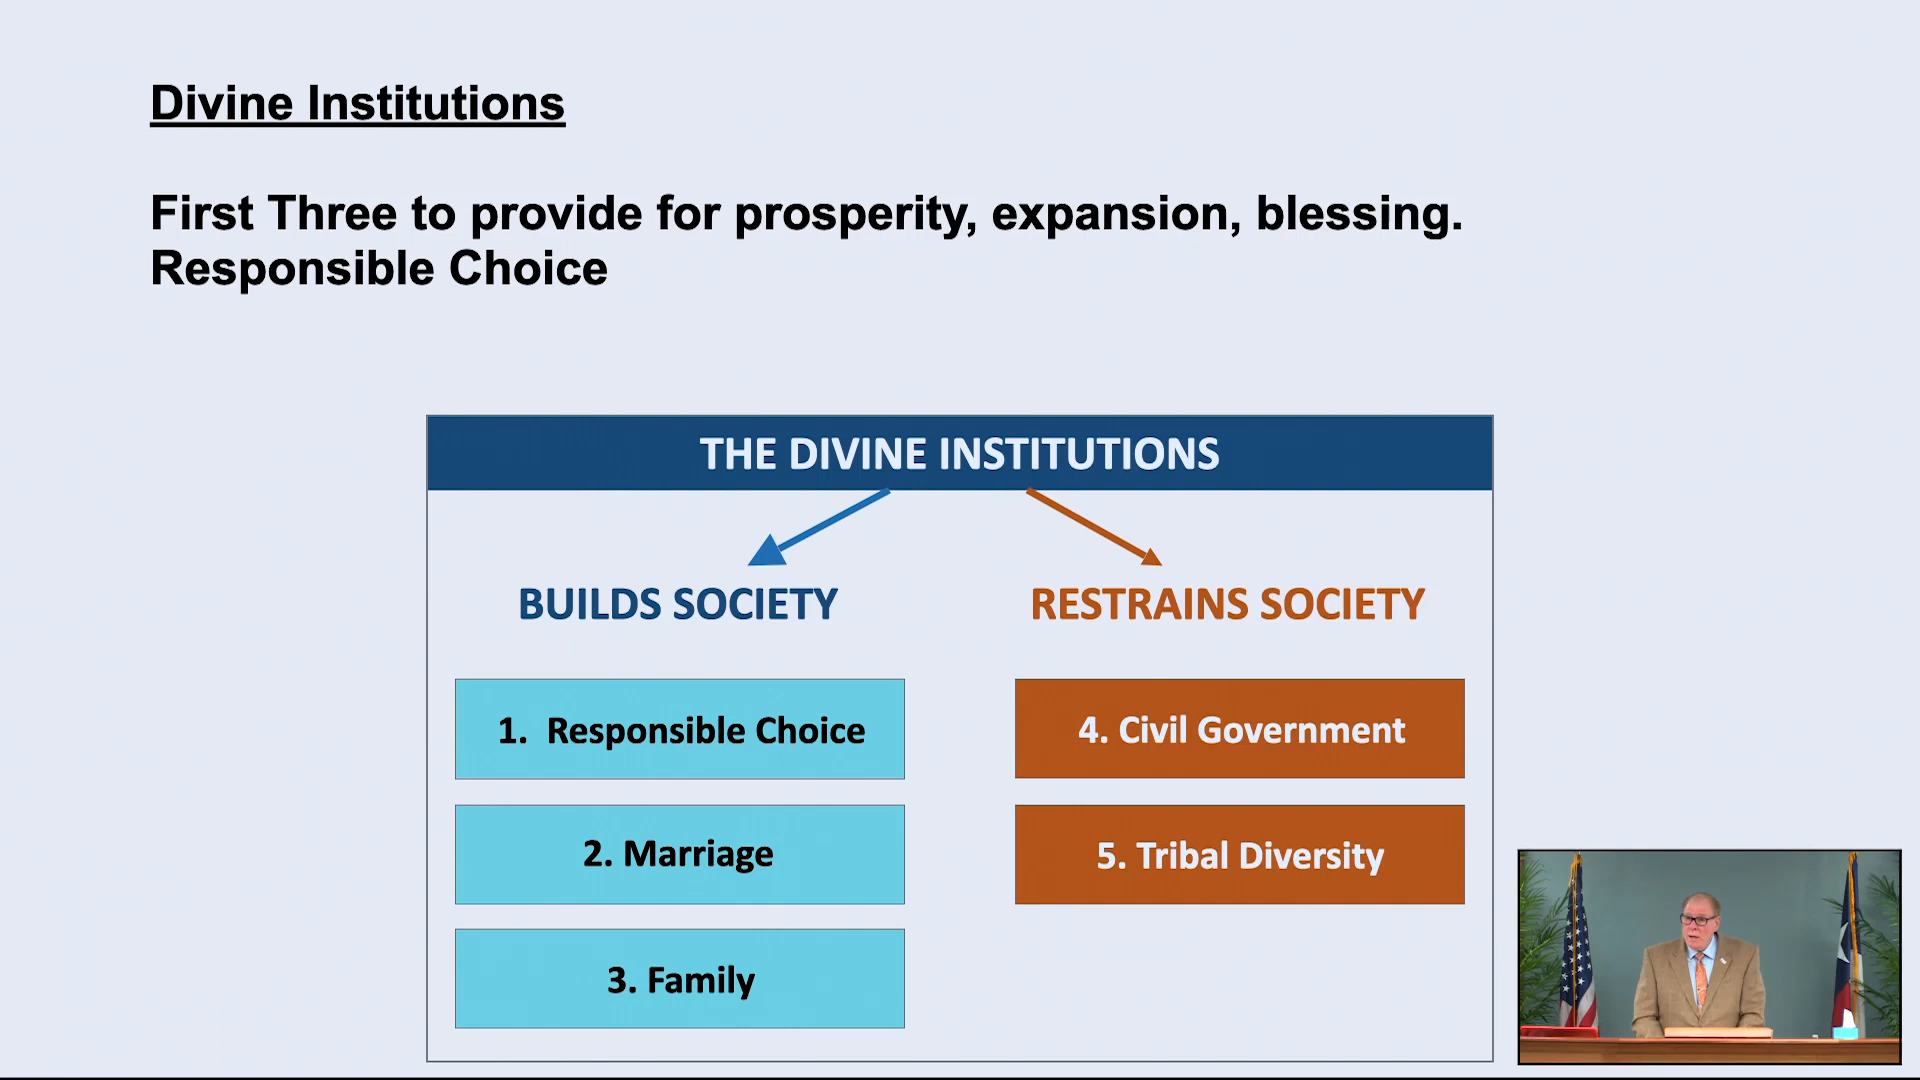 Divine Institutions
First Three to provide for prosperity, expansion, blessing.
Responsible Choice
THE DIVINE INSTITUTIONS
BUILDS SOCIETY
RESTRAINS SOCIETY
1. Responsible Choice
4. Civil Government
2. Marriage
5. Tribal Diversity
3. Family